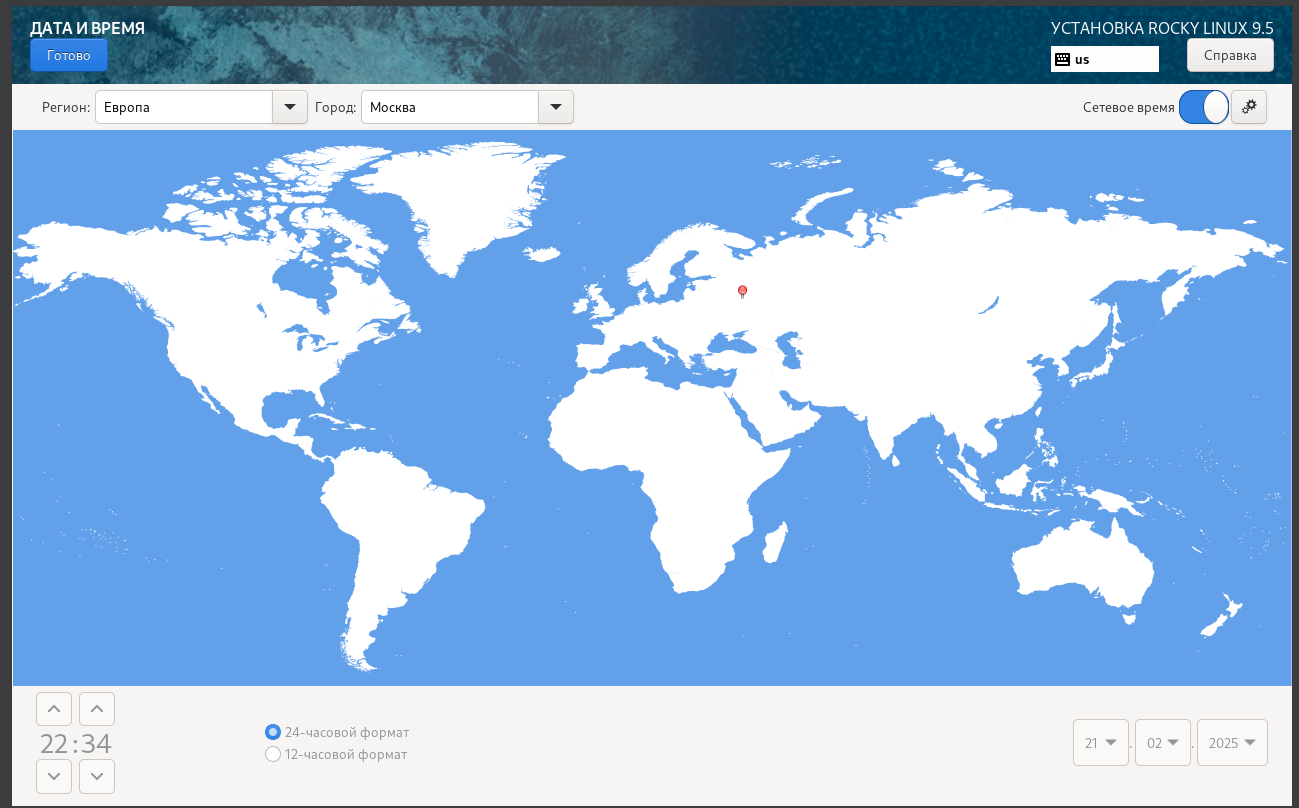 ДАТА И ВРЕМЯ
УСТАНОВКА ROCKY LINUX 9.5
Готово
us
Справка
Регион: Европа Город: Москва Сетевое время
22:34
24-часовой формат
12-часовой формат
21 . 02 . 2025